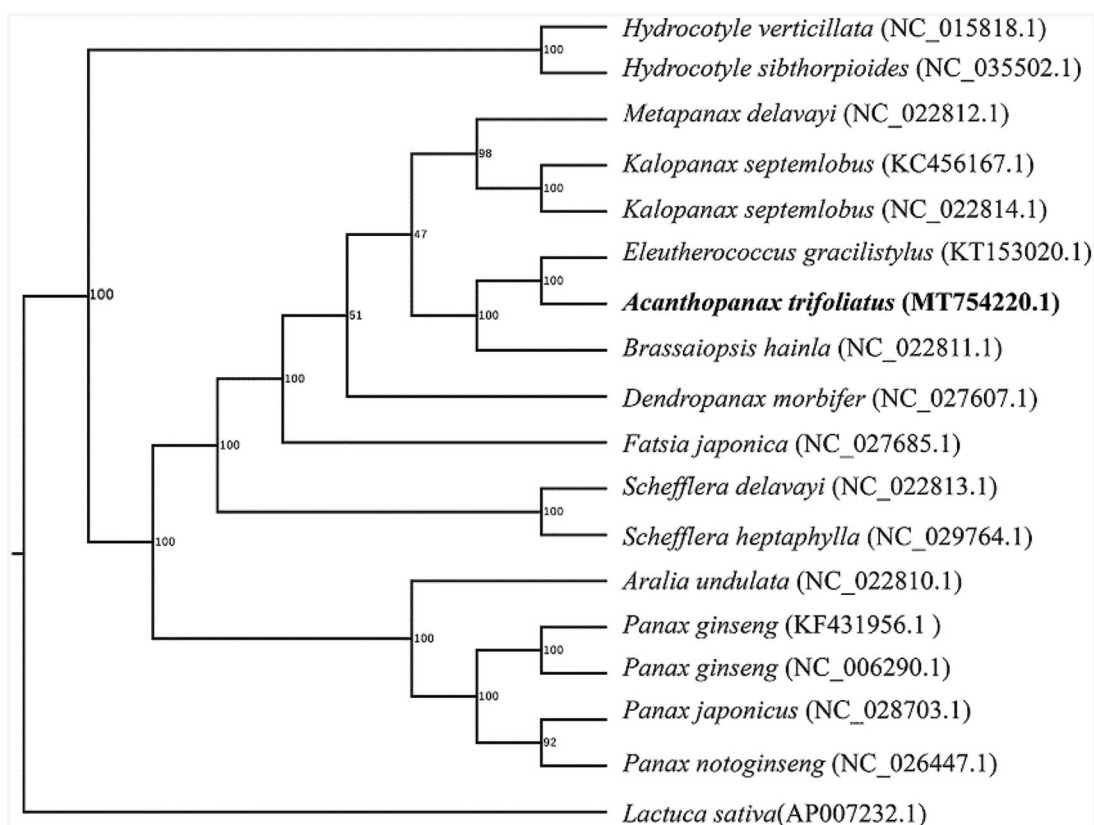 Hydrocotyle verticillata (NC_015818.1)
100
Hydrocotyle sibthorpioides (NC_035502.1)
Metapanax delavayi (NC_022812.1)
98
Kalopanax septemlobus (KC456167.1)
100
Kalopanax septemlobus (NC_022814.1)
47
Eleutherococcus gracilistylus (KT153020.1)
100
100
Acanthopanax trifoliatus (MT754220.1)
51
100
Brassaiopsis hainla (NC_022811.1)
100
Dendropanax morbifer (NC_027607.1)
100
Fatsia japonica (NC_027685.1)
Schefflera delavayi (NC_022813.1)
100
Schefflera heptaphylla (NC_029764.1)
100
Aralia undulata (NC_022810.1)
100
Panax ginseng (KF431956.1 )
100
Panax ginseng (NC_006290.1)
100
Panax japonicus (NC_028703.1)
92
Panax notoginseng (NC_026447.1)
Lactuca sativa(AP007232.1)